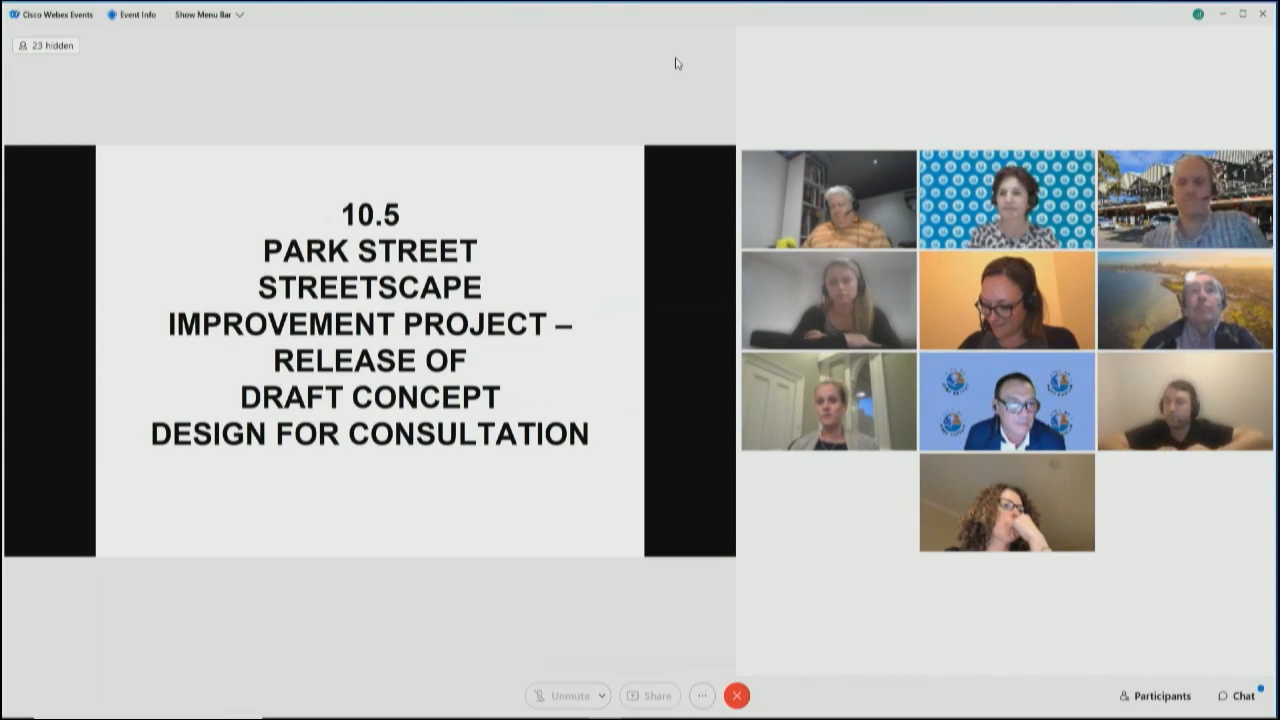 Cisco Webex Events Event Info Show Menu Bar
23 hidden
10.5
PARK STREET
STREETSCAPE
IMPROVEMENT PROJECT –
RELEASE OF
DRAFT CONCEPT
DESIGN FOR CONSULTATION
Unmute Share Participants Chat